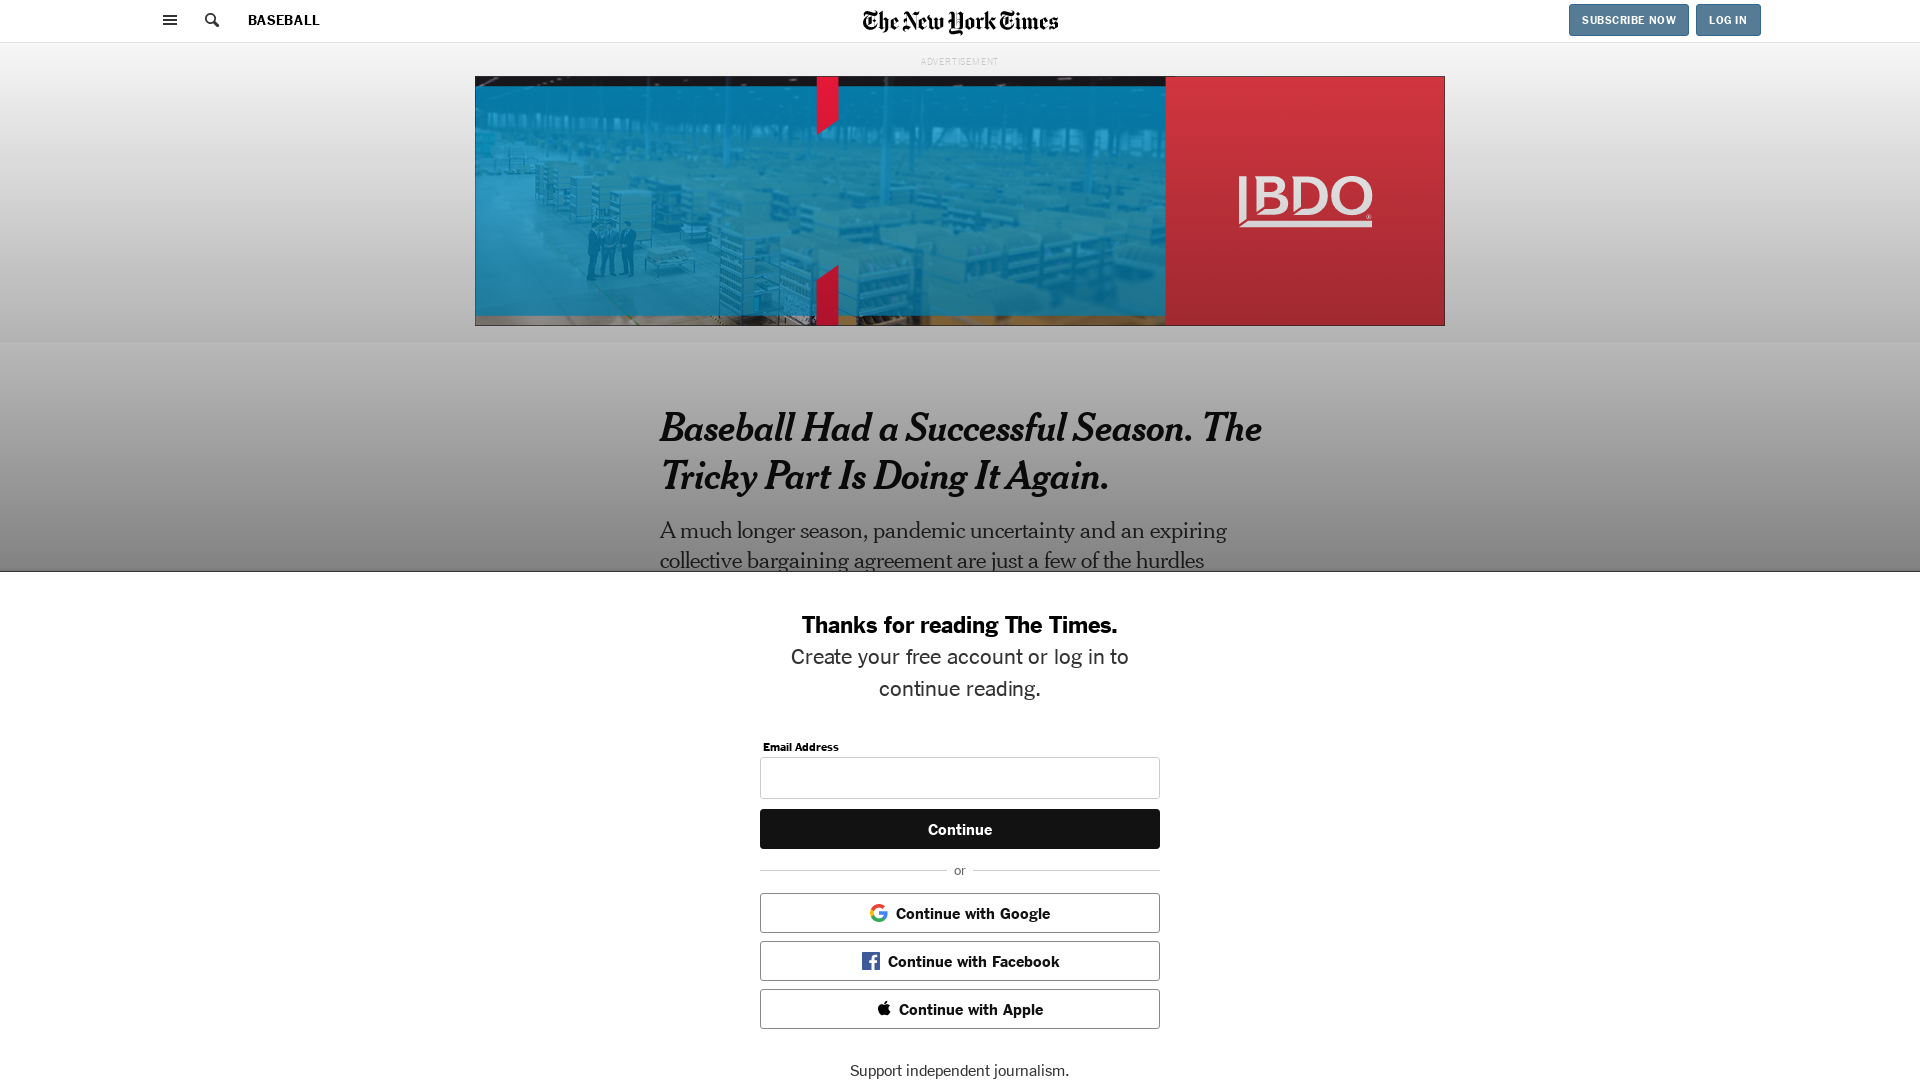 BASEBALL
The New York Times
SUBSCRIBE NOW
LOG IN
ADVERTISEMENT
IBDO
Baseball Had a Successful Season. The
Tricky Part Is Doing It Again.
A much longer season, pandemic uncertainty and an expiring
collective bargaining agreement are just a few of the hurdles
Thanks for reading The Times.
Create your free account or log in to
continue reading.
Email Address
Continue
or
Continue with Google
Continue with Facebook
Continue with Apple
Support independent journalism.